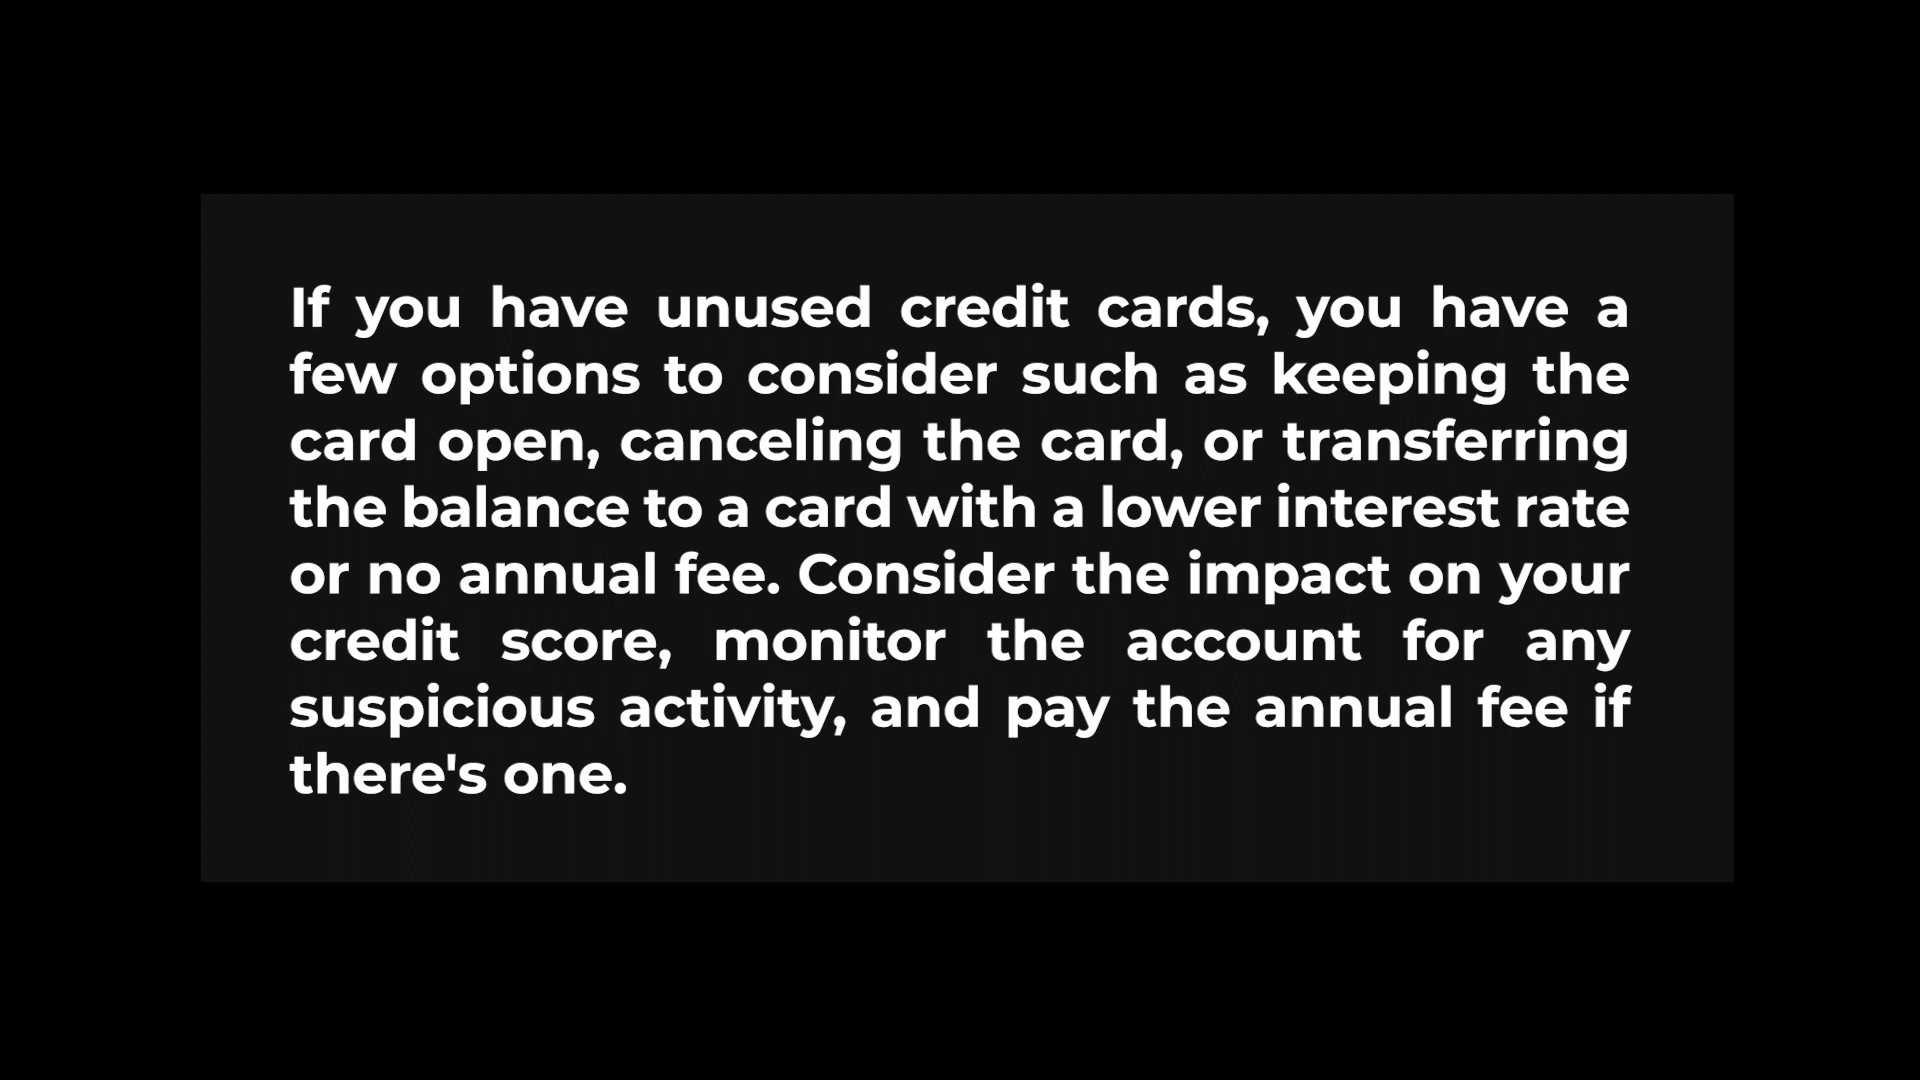 If you have unused credit cards, you have a
few options to consider such as keeping the
card open, canceling the card, or transferring
the balance to a card with a lower interest rate
or no annual fee. Consider the impact on your
credit score, monitor the account for any
suspicious activity, and pay the annual fee if
there's one.